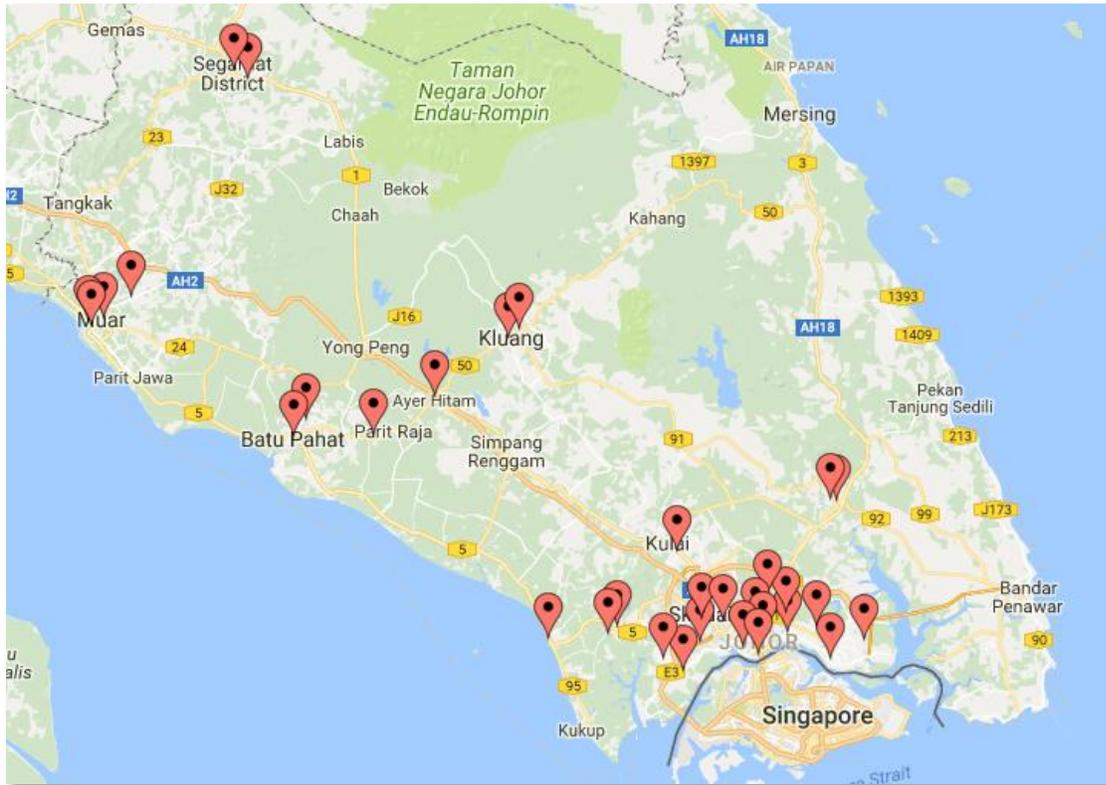 Gemas
AH18
AIR PAPAN
Segamat
District
Taman
Negara Johor
Endau-Rompin
Mersing
23
Labis
1397
3
J32
1
Bekok
Tangkak
Chaah
50
Kahang
5
AH2
1393
Muar
J16
Kluang
AH18
1409
24
Yong Peng
50
Parit Jawa
Ayer Hitam
Pekan
Tanjung Sedili
5
Batu Pahat
Parit Raja
Simpang
Renggam
91
213
92
99
J173
Kulai
5
Bandar
Penawar
5
JOHOR
90
E3
95
Singapore
Kukup
Strait